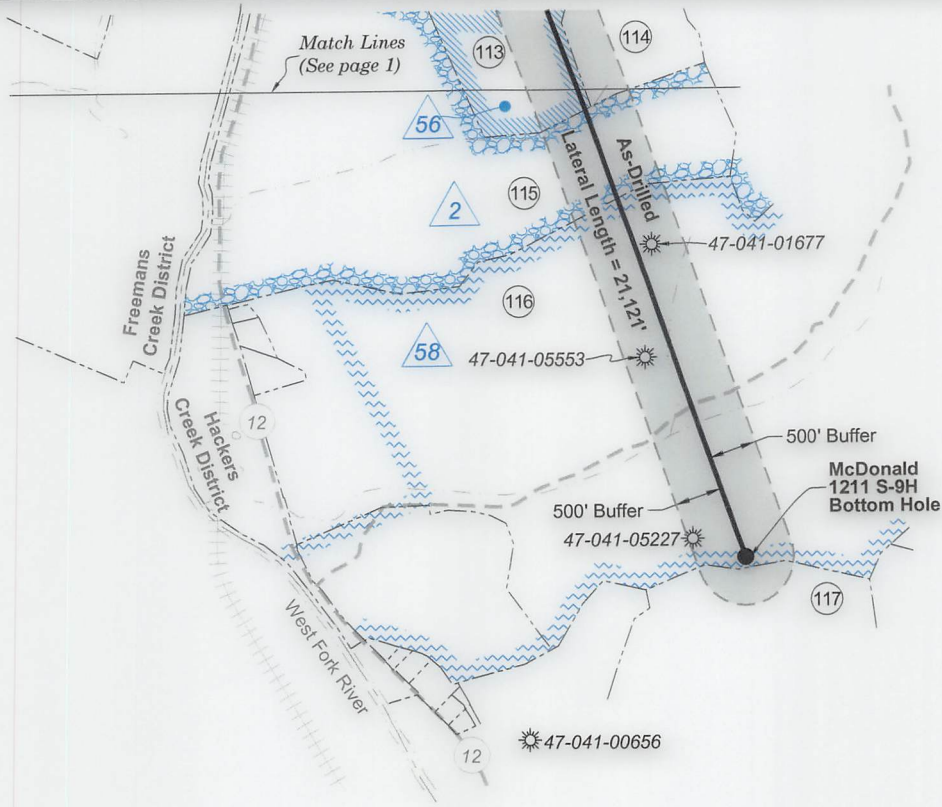 Match Lines
(See page 1)
113
114
56
115
2
As-Drilled
Lateral Length = 21,121'
47-041-01677
Freemans
Creek District
116
58
47-041-05553
12
Hackers
Creek District
500' Buffer
McDonald
1211 S-9H
Bottom Hole
500' Buffer
47-041-05227
117
West Fork River
47-041-00656
12